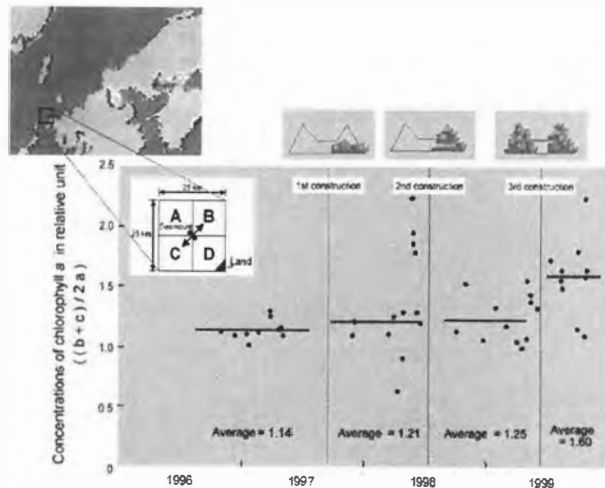 2.5
2.0
1.5
1.0
0.5
0
Concentrations of chlorophyll a in relative unit
((b + c) / 2 a)
25 km
A B
C D
Land
1st construction
2nd construction
3rd construction
Average = 1.14
Average = 1.21
Average = 1.25
Average
= 1.60
1996
1997
1998
1999